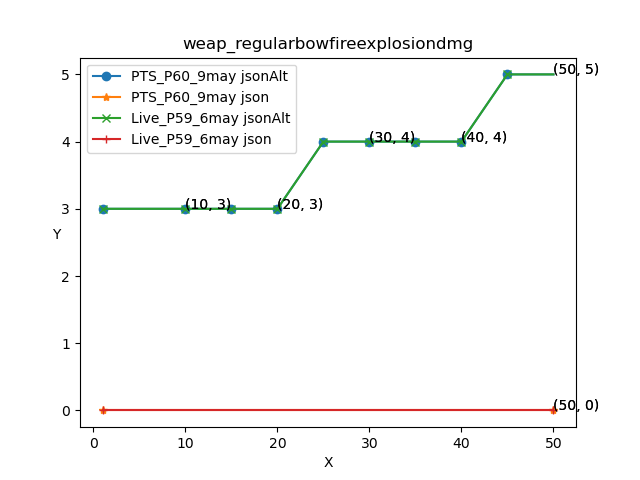 weap_regularbowfireexplosiondmg
PTS_P60_9may jsonAlt
PTS_P60_9may json
Live_P59_6may jsonAlt
Live_P59_6may json
5
4
3
2
1
0
Y
(50, 5)
(30, 4)
(40, 4)
(10, 3)
(20, 3)
(50, 0)
0
10
20
30
40
50
X